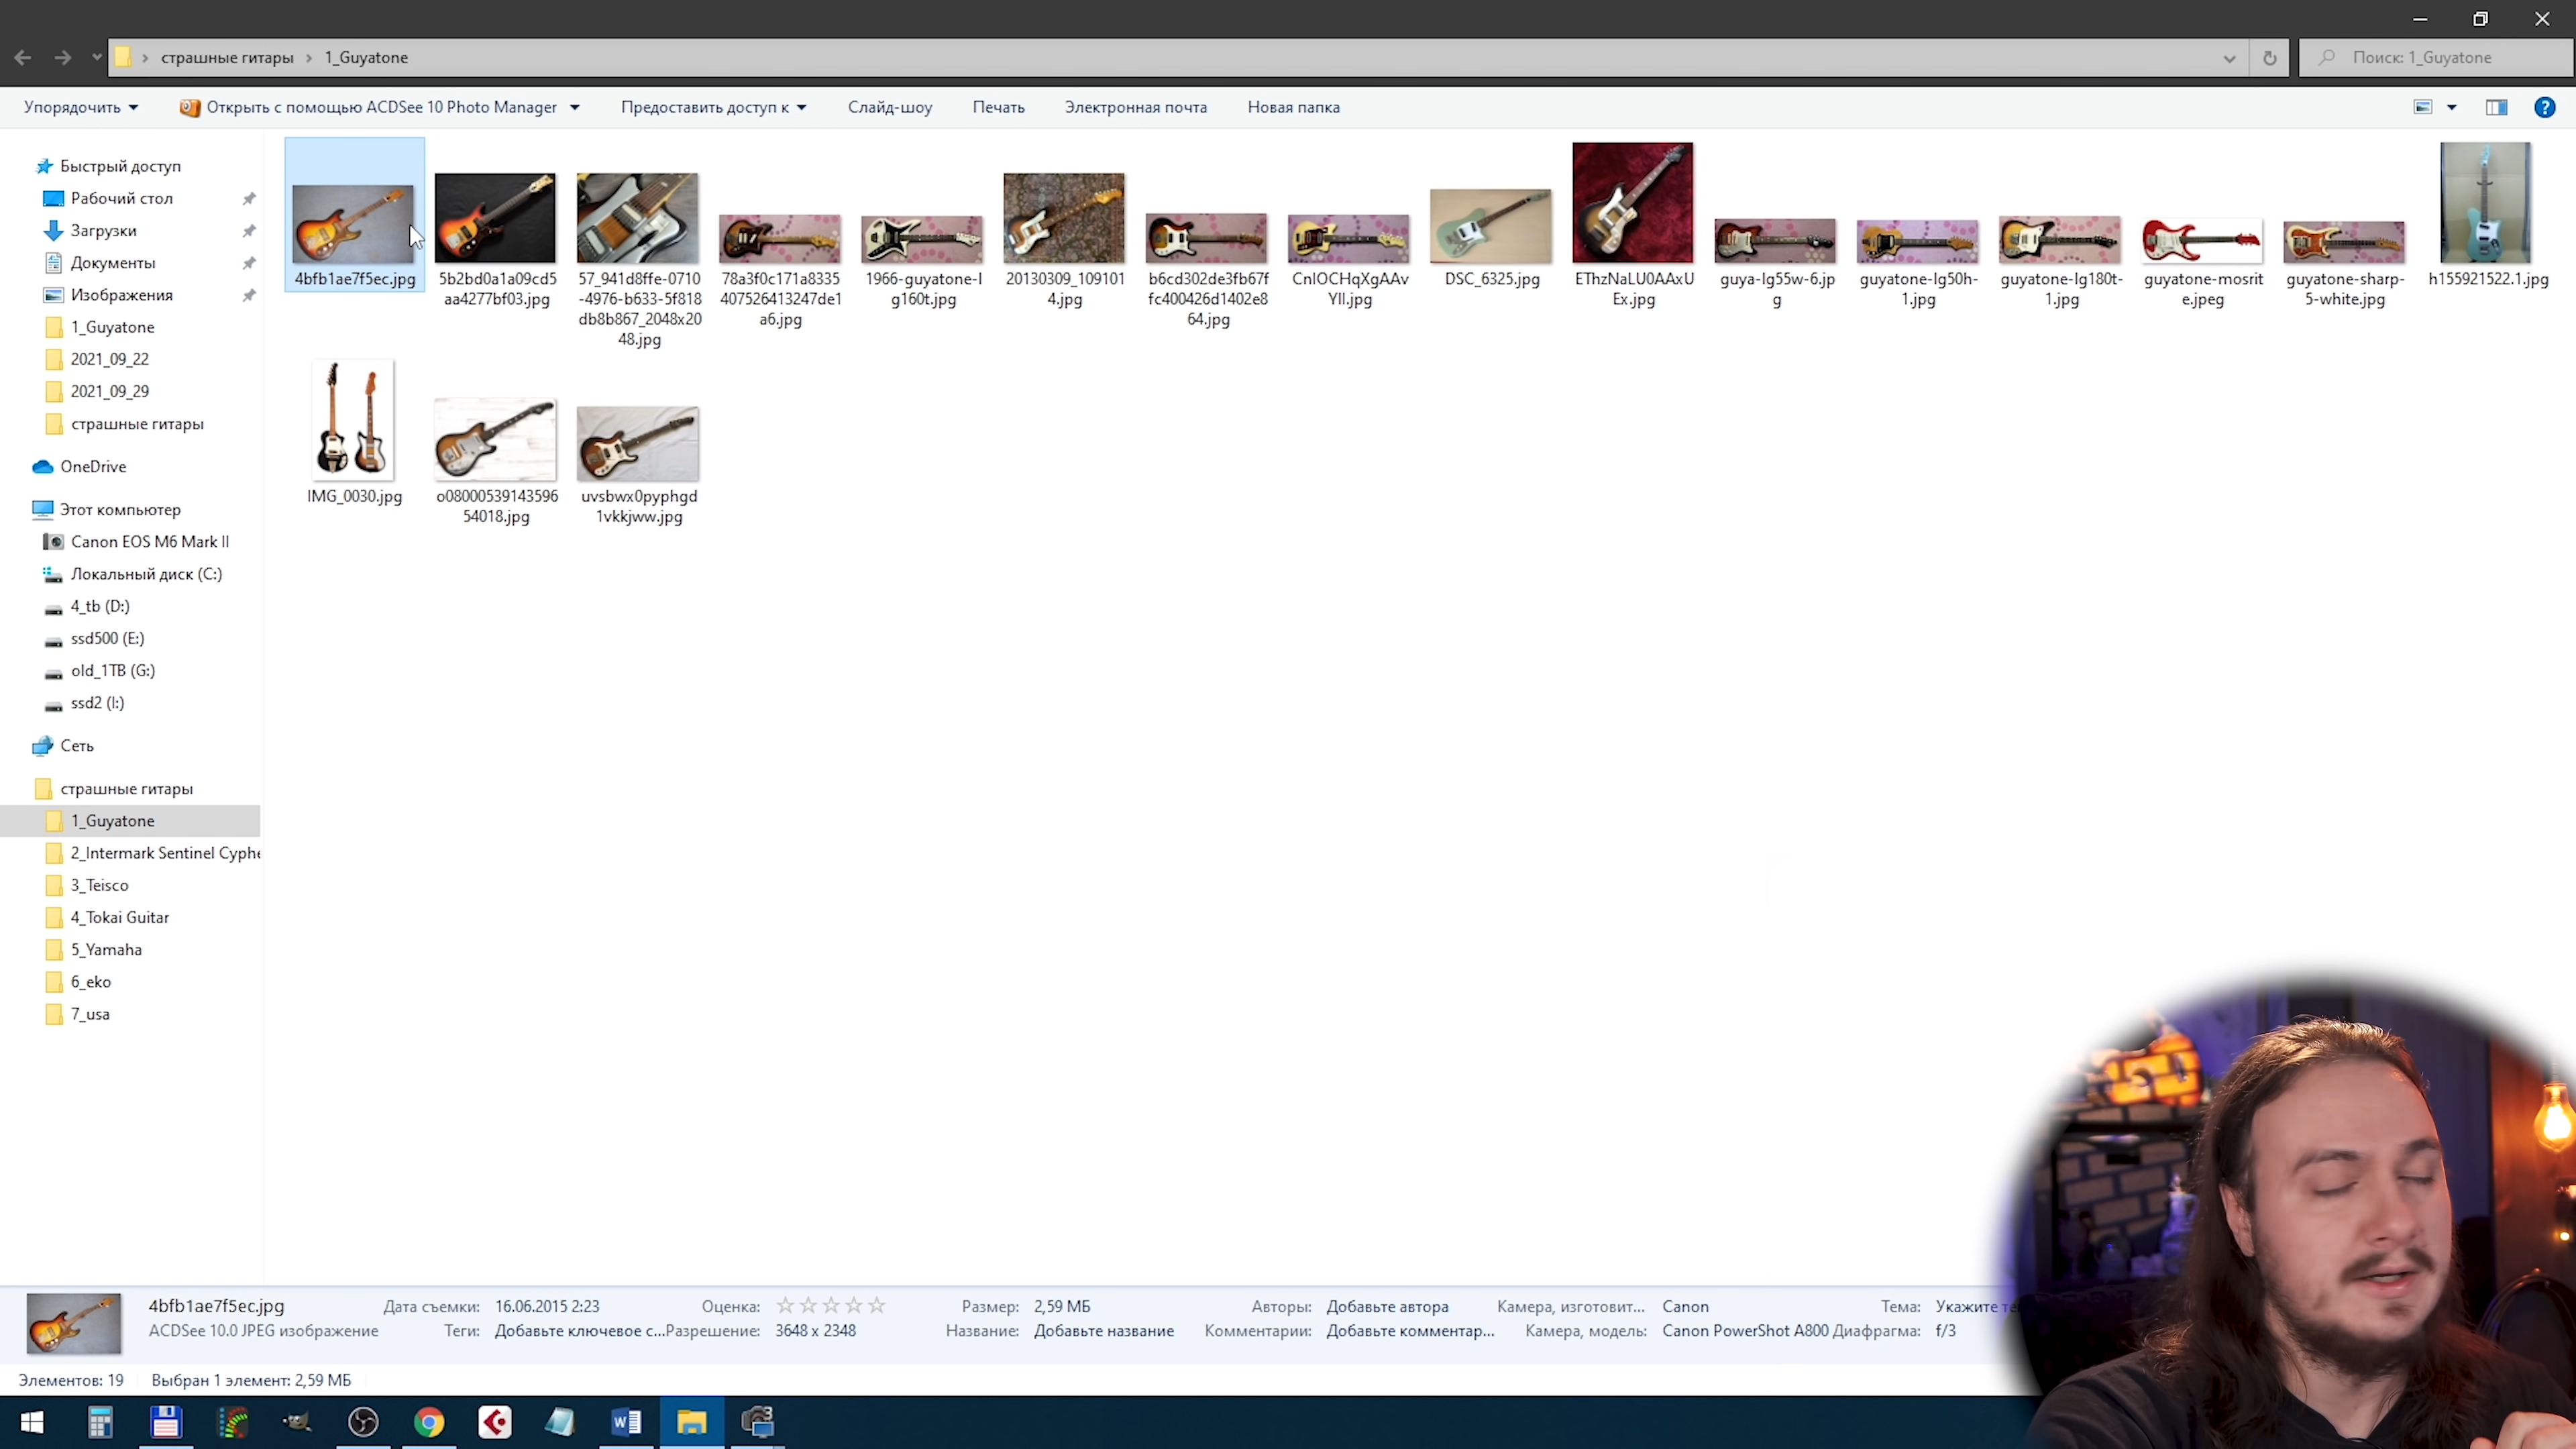 страшные гитары
1_Guyatone
Поиск: 1_Guyatone
Упорядочить
Открыть с помощью ACDSee 10 Photo Manager
Предоставить доступ к
Слайд-шоу
Печать
Электронная почта
Новая папка
Быстрый доступ
Рабочий стол
Загрузки
Документы
Изображения
1_Guyatone
2021_09_22
2021_09_29
страшные гитары
OneDrive
Этот компьютер
Canon EOS M6 Mark II
Локальный диск (C:)
4_tb (D:)
ssd500 (E:)
old_1TB (G:)
ssd2 (I:)
Сеть
страшные гитары
1_Guyatone
2_Intermark Sentinel Cyphe
3_Teisco
4_Tokai Guitar
5_Yamaha
6_eko
7_usa
4bfb1ae7f5ec.jpg
5b2bd0a1a09cd5
aa4277bf03.jpg
57_941d8ffe-0710
-4976-b633-5f818
db8b867_2048x20
48.jpg
78a3f0c171a8335
407526413247de1
a6.jpg
1966-guyatone-l
g160t.jpg
20130309_109101
4.jpg
b6cd302de3fb67f
fc400426d1402e8
64.jpg
CnIOCHqXgAAv
YII.jpg
DSC_6325.jpg
EThzNaLU0AAxU
Ex.jpg
guya-lg55w-6.jp
g
guyatone-lg50h-
1.jpg
guyatone-lg180t-
1.jpg
guyatone-mosrit
e.jpeg
guyatone-sharp-
5-white.jpg
h155921522.1.jpg
IMG_0030.jpg
o08000539143596
54018.jpg
uvsbwx0pyphgd
1vkkjww.jpg
4bfb1ae7f5ec.jpg
ACDSee 10.0 JPEG изображение
Дата съемки: 16.06.2015 2:23
Теги: Добавьте ключевое с...
Оценка:
Разрешение: 3648 x 2348
Размер: 2,59 МБ
Название: Добавьте название
Авторы: Добавьте автора
Комментарии: Добавьте комментар...
Камера, изготовит... Canon
Камера, модель: Canon PowerShot A800
Тема: Укажите
Диафрагма: f/3
Элементов: 19
Выбран 1 элемент: 2,59 МБ